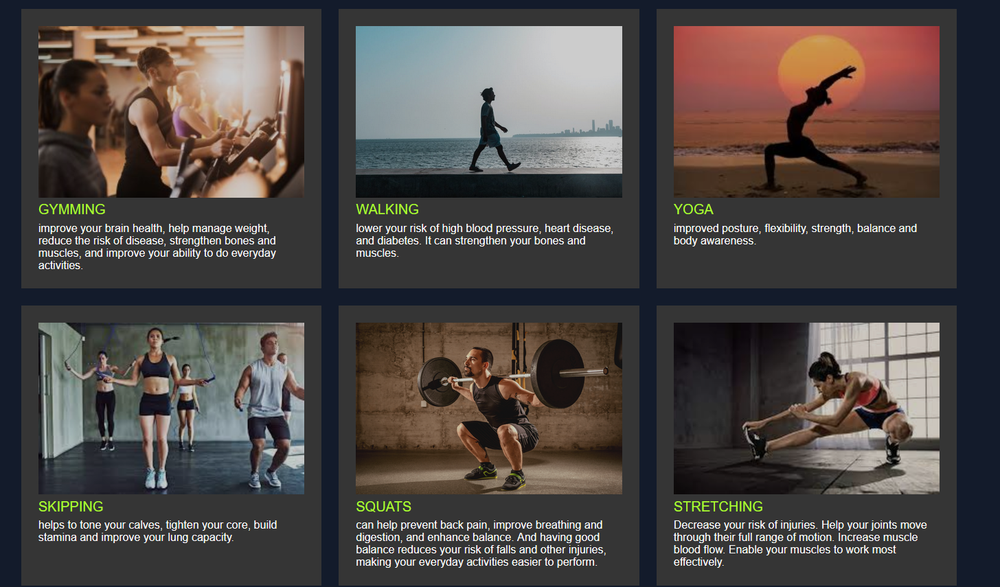 GYMMING
improve your brain health, help manage weight,
reduce the risk of disease, strengthen bones and
muscles, and improve your ability to do everyday
activities.
WALKING
lower your risk of high blood pressure, heart disease,
and diabetes. It can strengthen your bones and
muscles.
YOGA
improved posture, flexibility, strength, balance and
body awareness.
SKIPPING
helps to tone your calves, tighten your core, build
stamina and improve your lung capacity.
SQUATS
can help prevent back pain, improve breathing and
digestion, and enhance balance. And having good
balance reduces your risk of falls and other injuries,
making your everyday activities easier to perform.
STRETCHING
Decrease your risk of injuries. Help your joints move
through their full range of motion. Increase muscle
blood flow. Enable your muscles to work most
effectively.